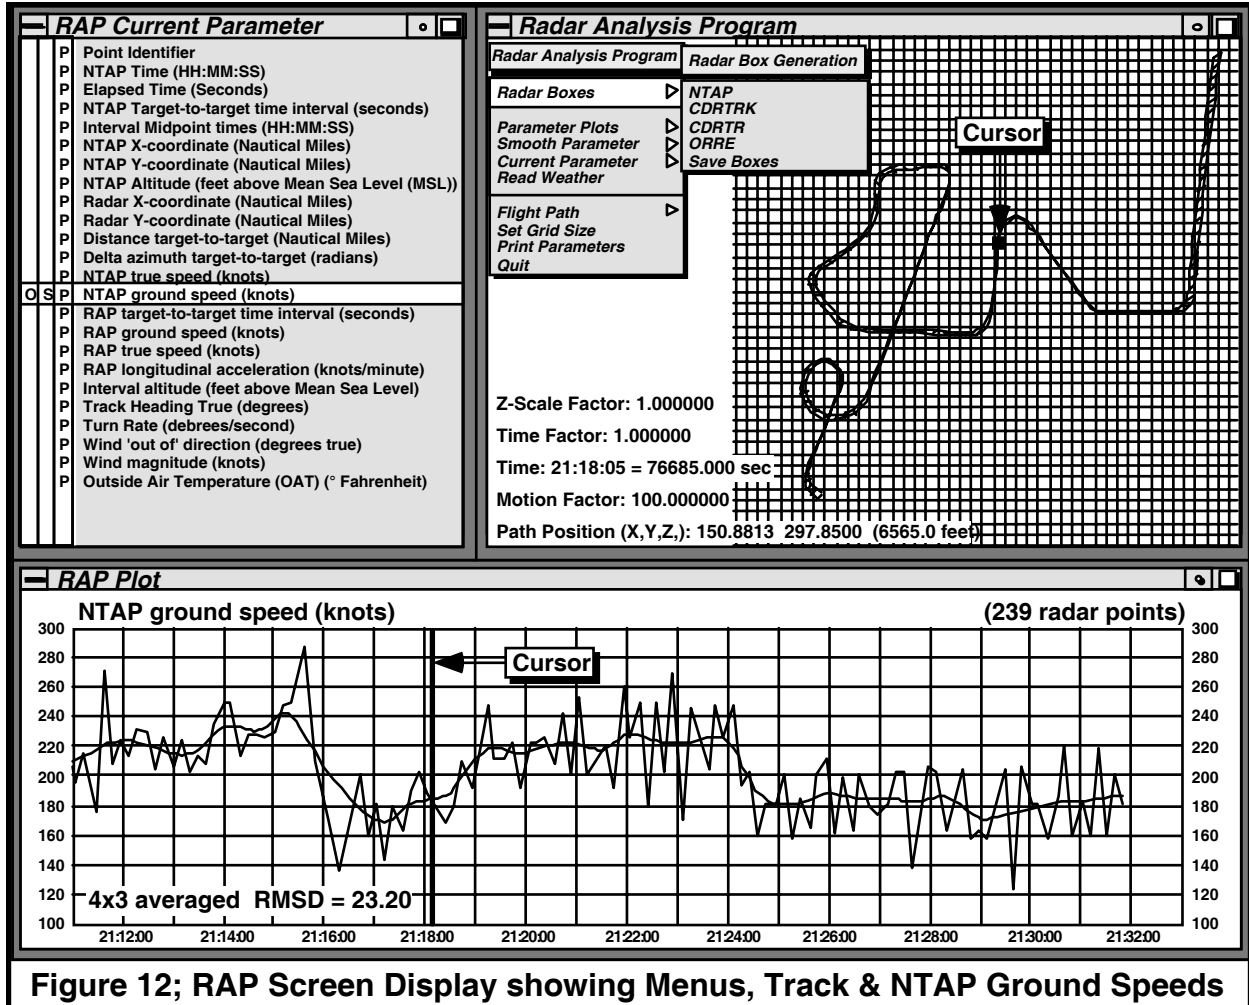 RAP Current Parameter
P Point Identifier
P NTAP Time (HH:MM:SS)
P Elapsed Time (Seconds)
P NTAP Target-to-target time interval (seconds)
P Interval Midpoint times (HH:MM:SS)
P NTAP X-coordinate (Nautical Miles)
P NTAP Y-coordinate (Nautical Miles)
P NTAP Altitude (feet above Mean Sea Level (MSL))
P Radar X-coordinate (Nautical Miles)
P Radar Y-coordinate (Nautical Miles)
P Distance target-to-target (Nautical Miles)
P Delta azimuth target-to-target (radians)
P NTAP true speed (knots)
O S P NTAP ground speed (knots)
P RAP target-to-target time interval (seconds)
P RAP ground speed (knots)
P RAP true speed (knots)
P RAP longitudinal acceleration (knots/minute)
P Interval altitude (feet above Mean Sea Level)
P Track Heading True (degrees)
P Turn Rate (debrees/second)
P Wind 'out of' direction (degrees true)
P Wind magnitude (knots)
P Outside Air Temperature (OAT) (° Fahrenheit)
Radar Analysis Program
Radar Analysis Program
Radar Boxes
Parameter Plots
Smooth Parameter
Current Parameter
Read Weather
Flight Path
Set Grid Size
Print Parameters
Quit
Radar Box Generation
NTAP
CDRTRK
CDRTR
ORRE
Save Boxes
Cursor
Z-Scale Factor: 1.000000
Time Factor: 1.000000
Time: 21:18:05 = 76685.000 sec
Motion Factor: 100.000000
Path Position (X,Y,Z,): 150.8813 297.8500 (6565.0 feet)
RAP Plot
NTAP ground speed (knots) (239 radar points)
300 300
280 280
Cursor
260 260
240 240
220 220
200 200
180 180
160 160
140 140
120 120
4x3 averaged RMSD = 23.20
100 100
21:12:00 21:14:00 21:16:00 21:18:00 21:20:00 21:22:00 21:24:00 21:26:00 21:28:00 21:30:00 21:32:00
Figure 12; RAP Screen Display showing Menus, Track & NTAP Ground Speeds